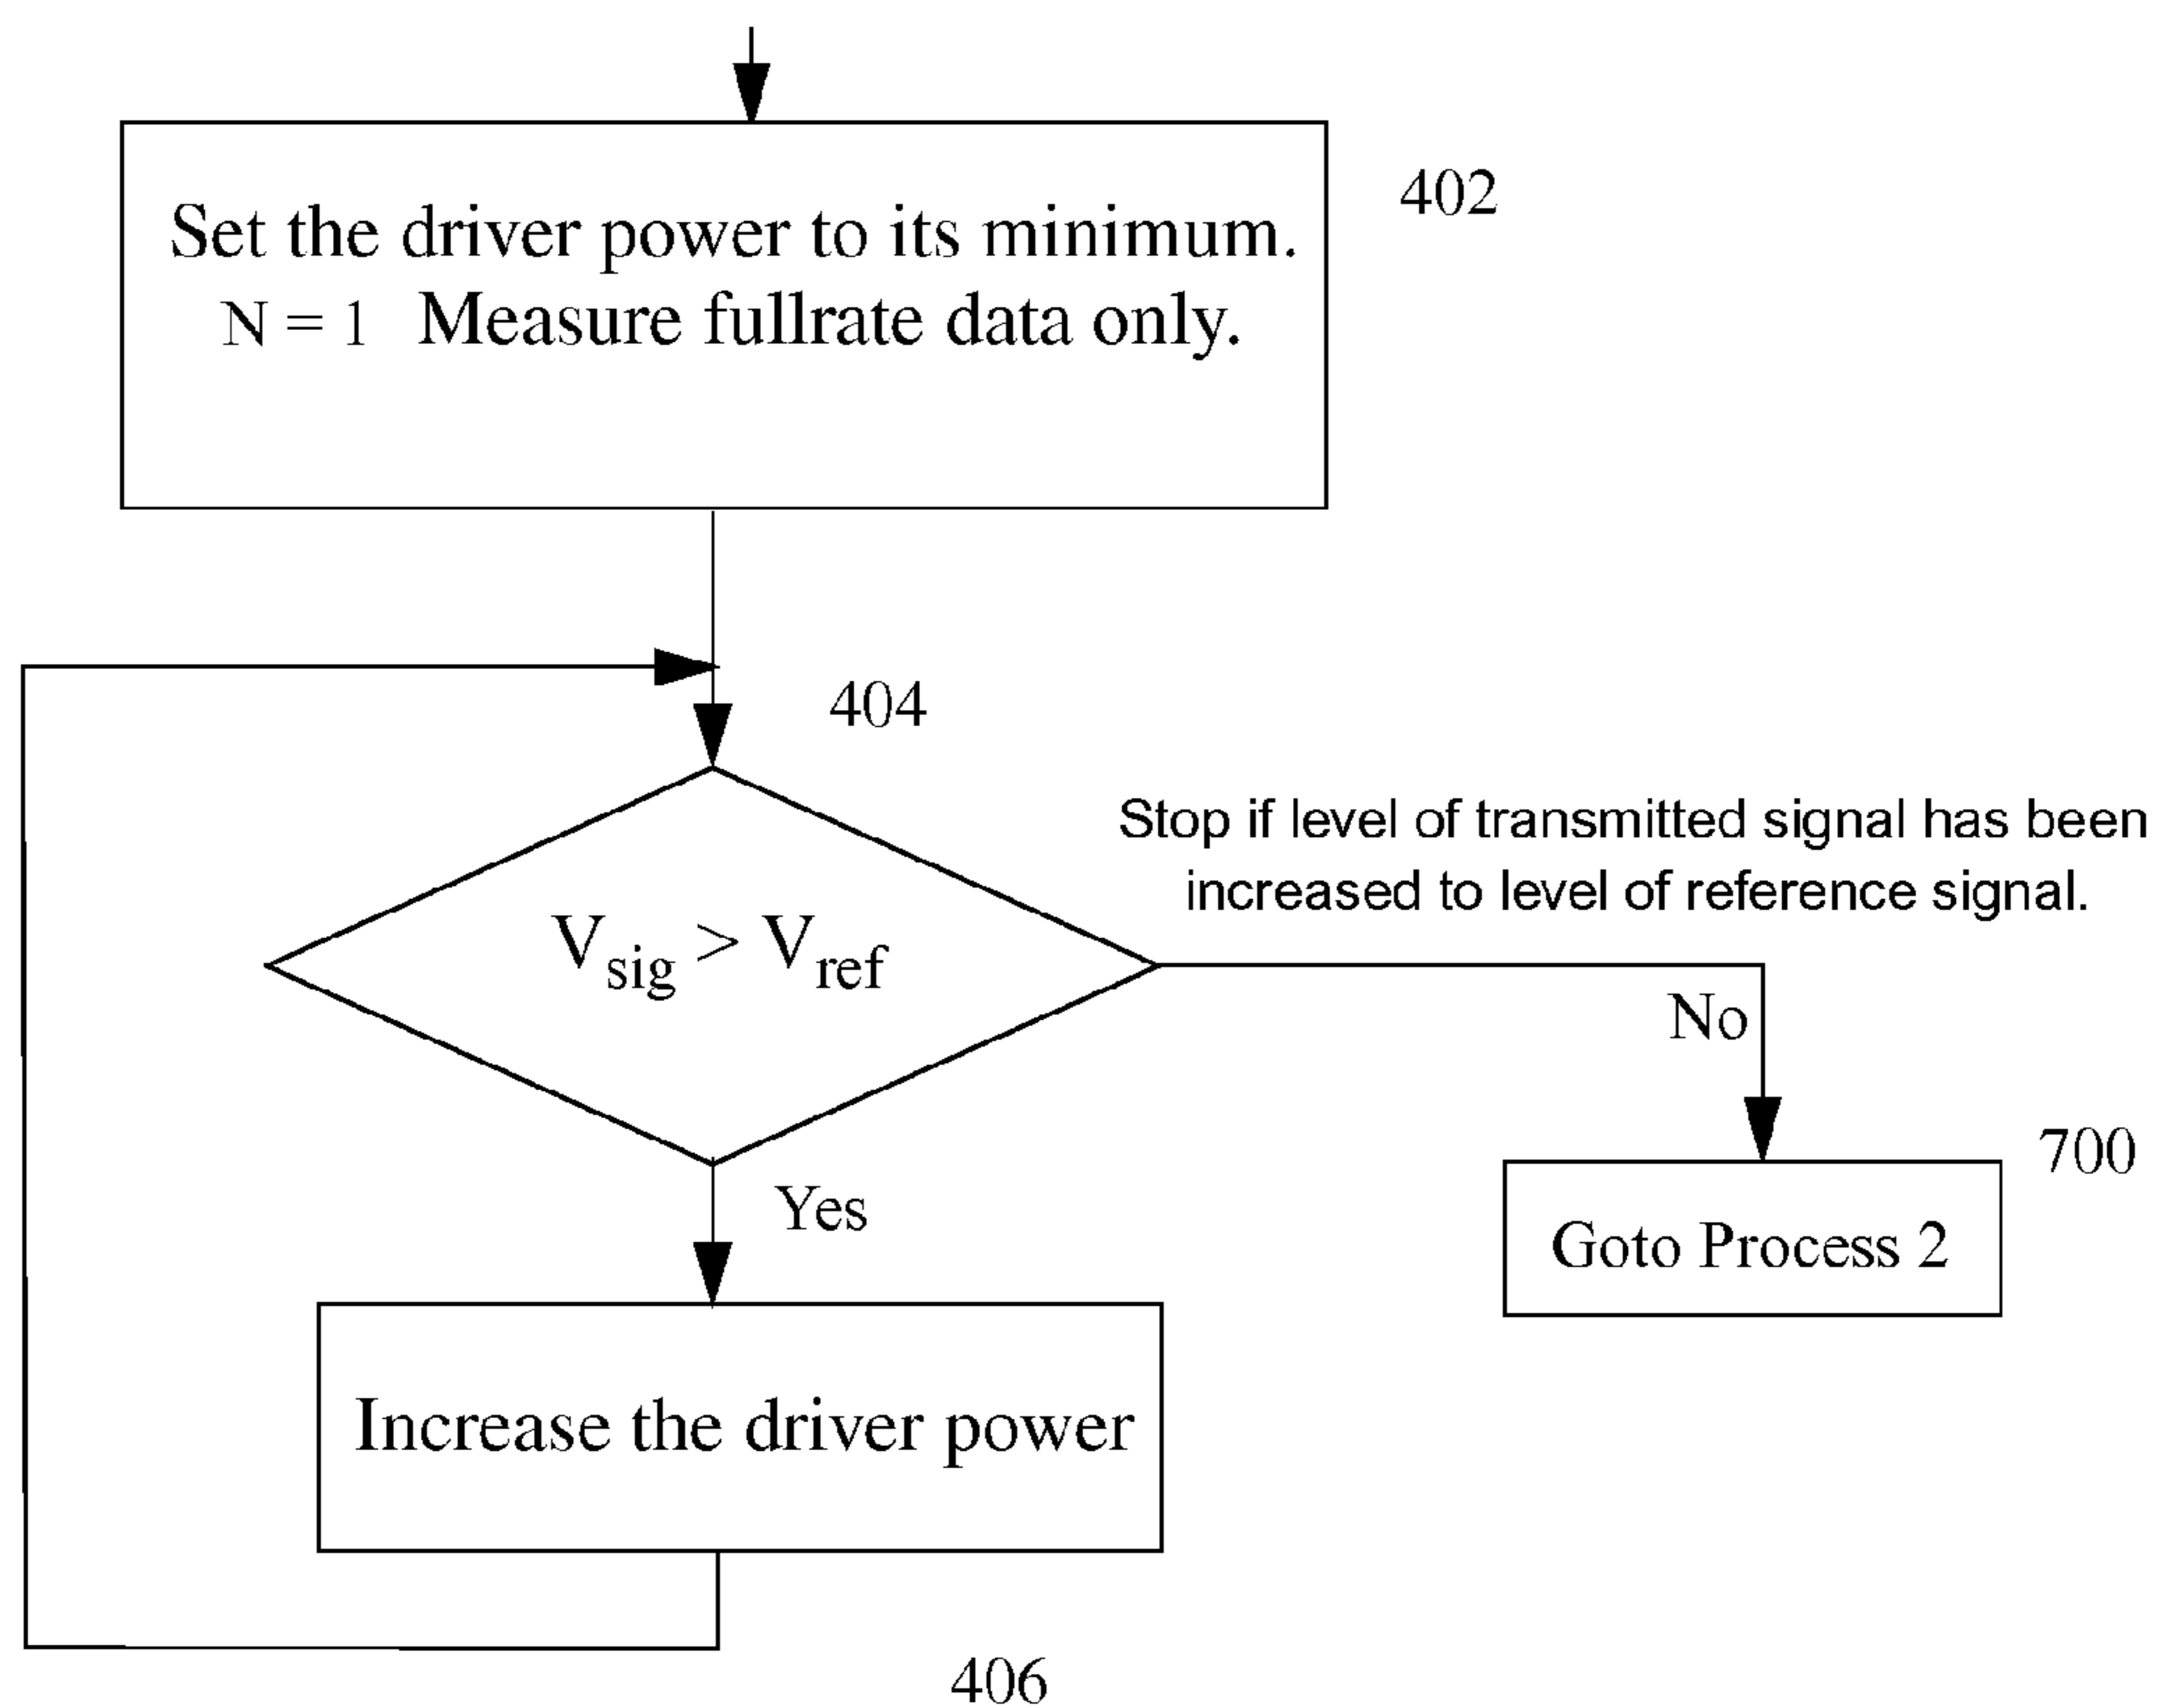 Set the driver power to its minimum.
N = 1 Measure fullrate data only.
402
404
Stop if level of transmitted signal has been
increased to level of reference signal.
Vsig > Vref
No
Yes
700
Goto Process 2
Increase the driver power
406